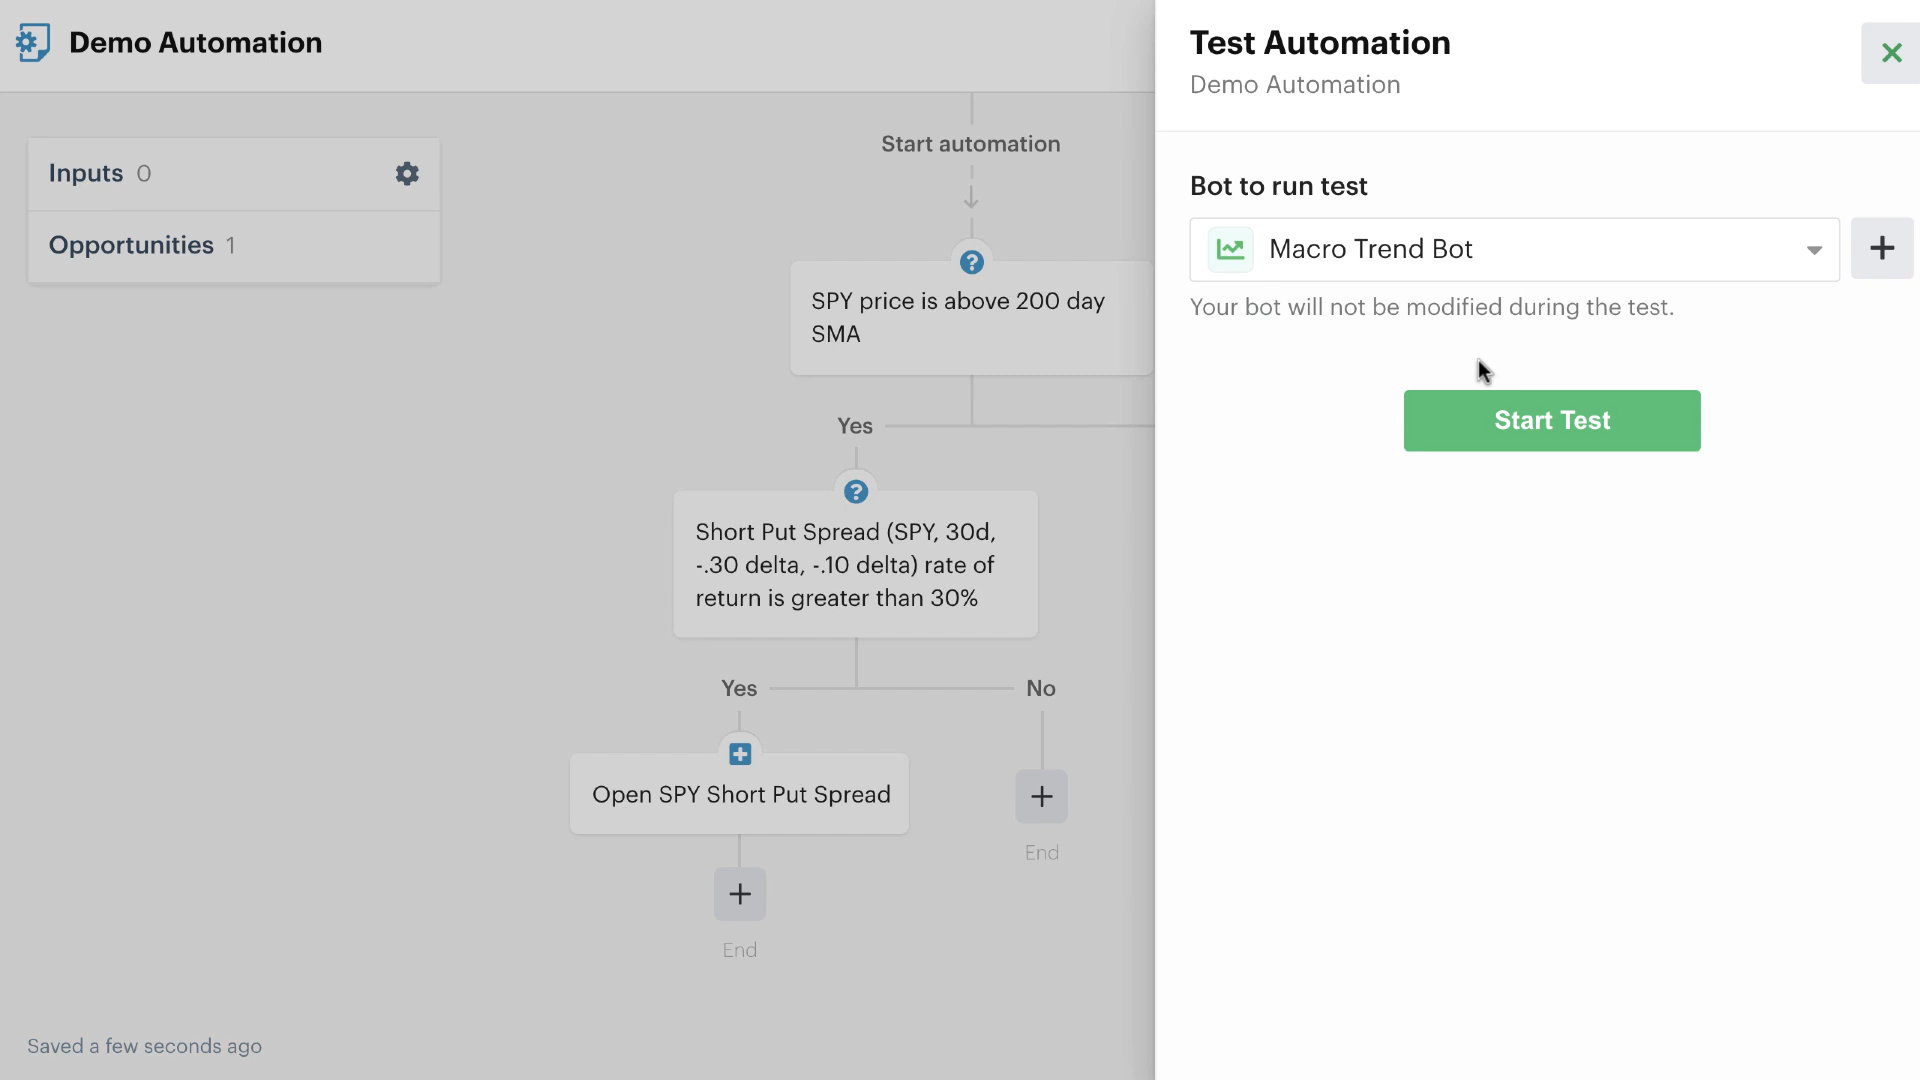 Demo Automation
Inputs 0
Opportunities 1
Start automation
SPY price is above 200 day
SMA
Yes
Short Put Spread (SPY, 30d,
-.30 delta, -.10 delta) rate of
return is greater than 30%
Yes
No
Open SPY Short Put Spread
End
End
Saved a few seconds ago
Test Automation
Demo Automation
Bot to run test
Macro Trend Bot
Your bot will not be modified during the test.
Start Test